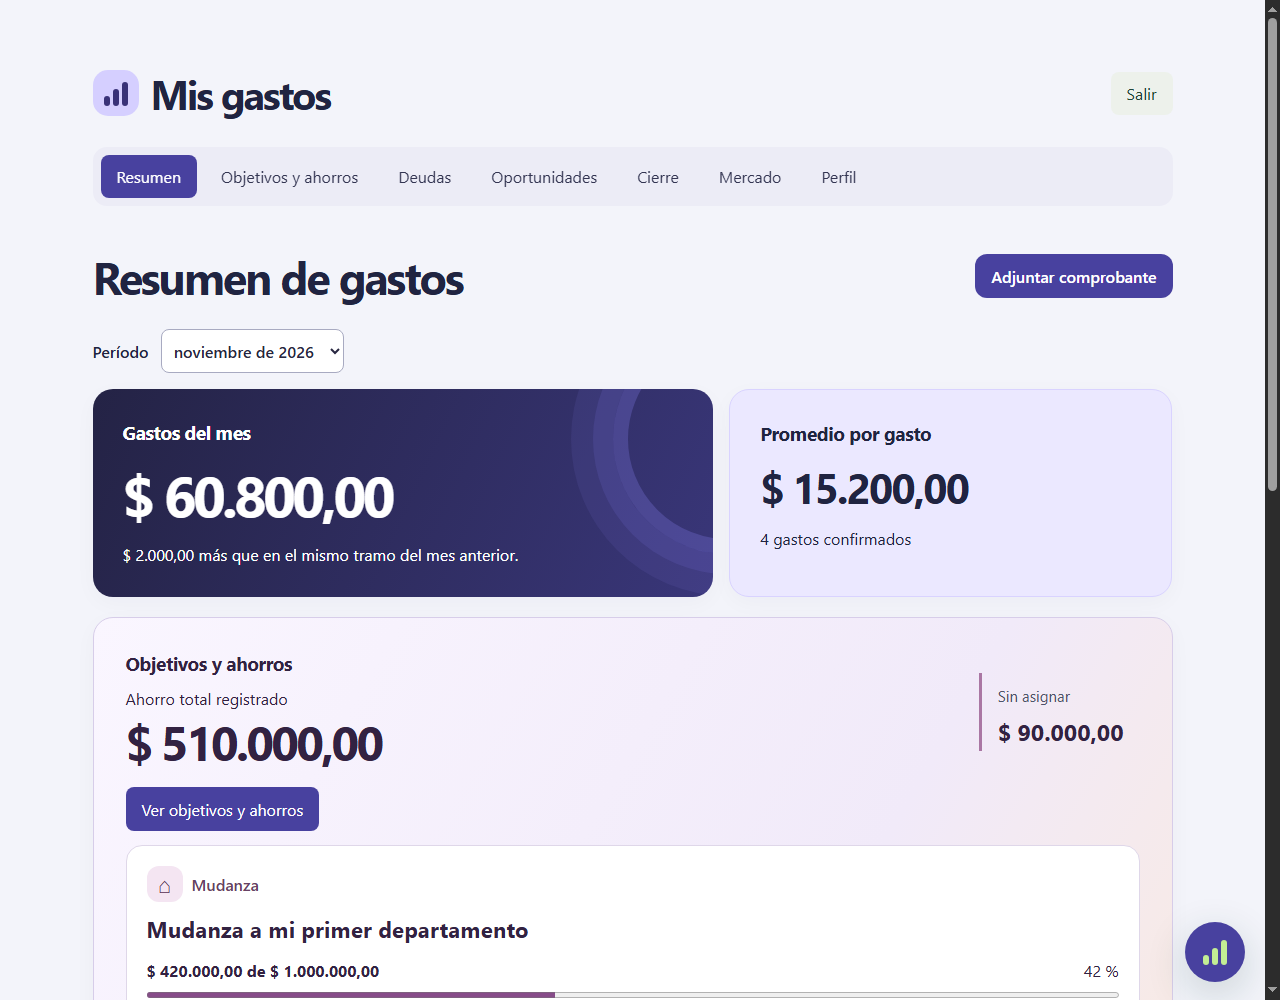 Mis gastos
Salir
Resumen
Objetivos y ahorros
Deudas
Oportunidades
Cierre
Mercado
Perfil
Resumen de gastos
Adjuntar comprobante
Período
noviembre de 2026
Gastos del mes
$ 60.800,00
$ 2.000,00 más que en el mismo tramo del mes anterior.
Promedio por gasto
$ 15.200,00
4 gastos confirmados
Objetivos y ahorros
Ahorro total registrado
$ 510.000,00
Sin asignar
$ 90.000,00
Ver objetivos y ahorros
Mudanza
Mudanza a mi primer departamento
$ 420.000,00 de $ 1.000.000,00
42 %